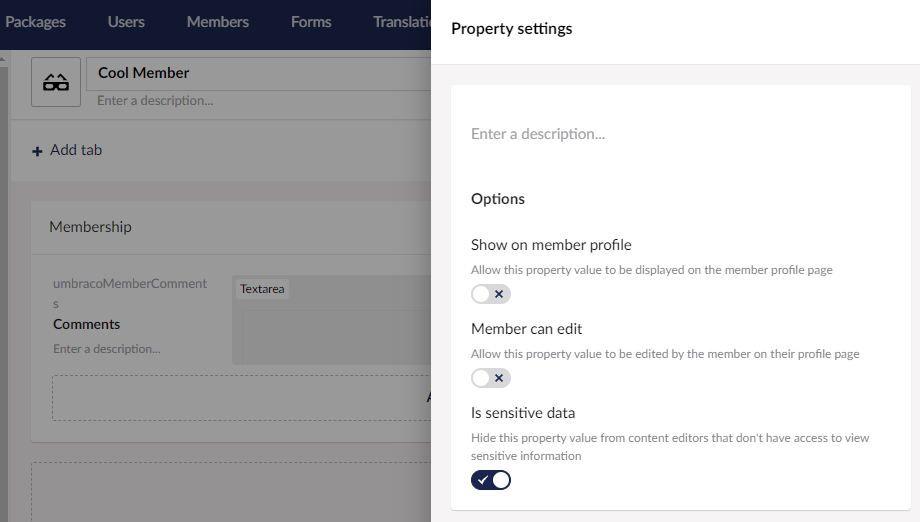 Packages Users Members Forms Translati
Property settings
Cool Member
Enter a description...
Add tab
Membership
umbracoMemberComment
s
Comments
Enter a description...
Textarea
Enter a description...
Options
Show on member profile
Allow this property value to be displayed on the member profile page
Member can edit
Allow this property value to be edited by the member on their profile page
Is sensitive data
Hide this property value from content editors that don't have access to view
sensitive information